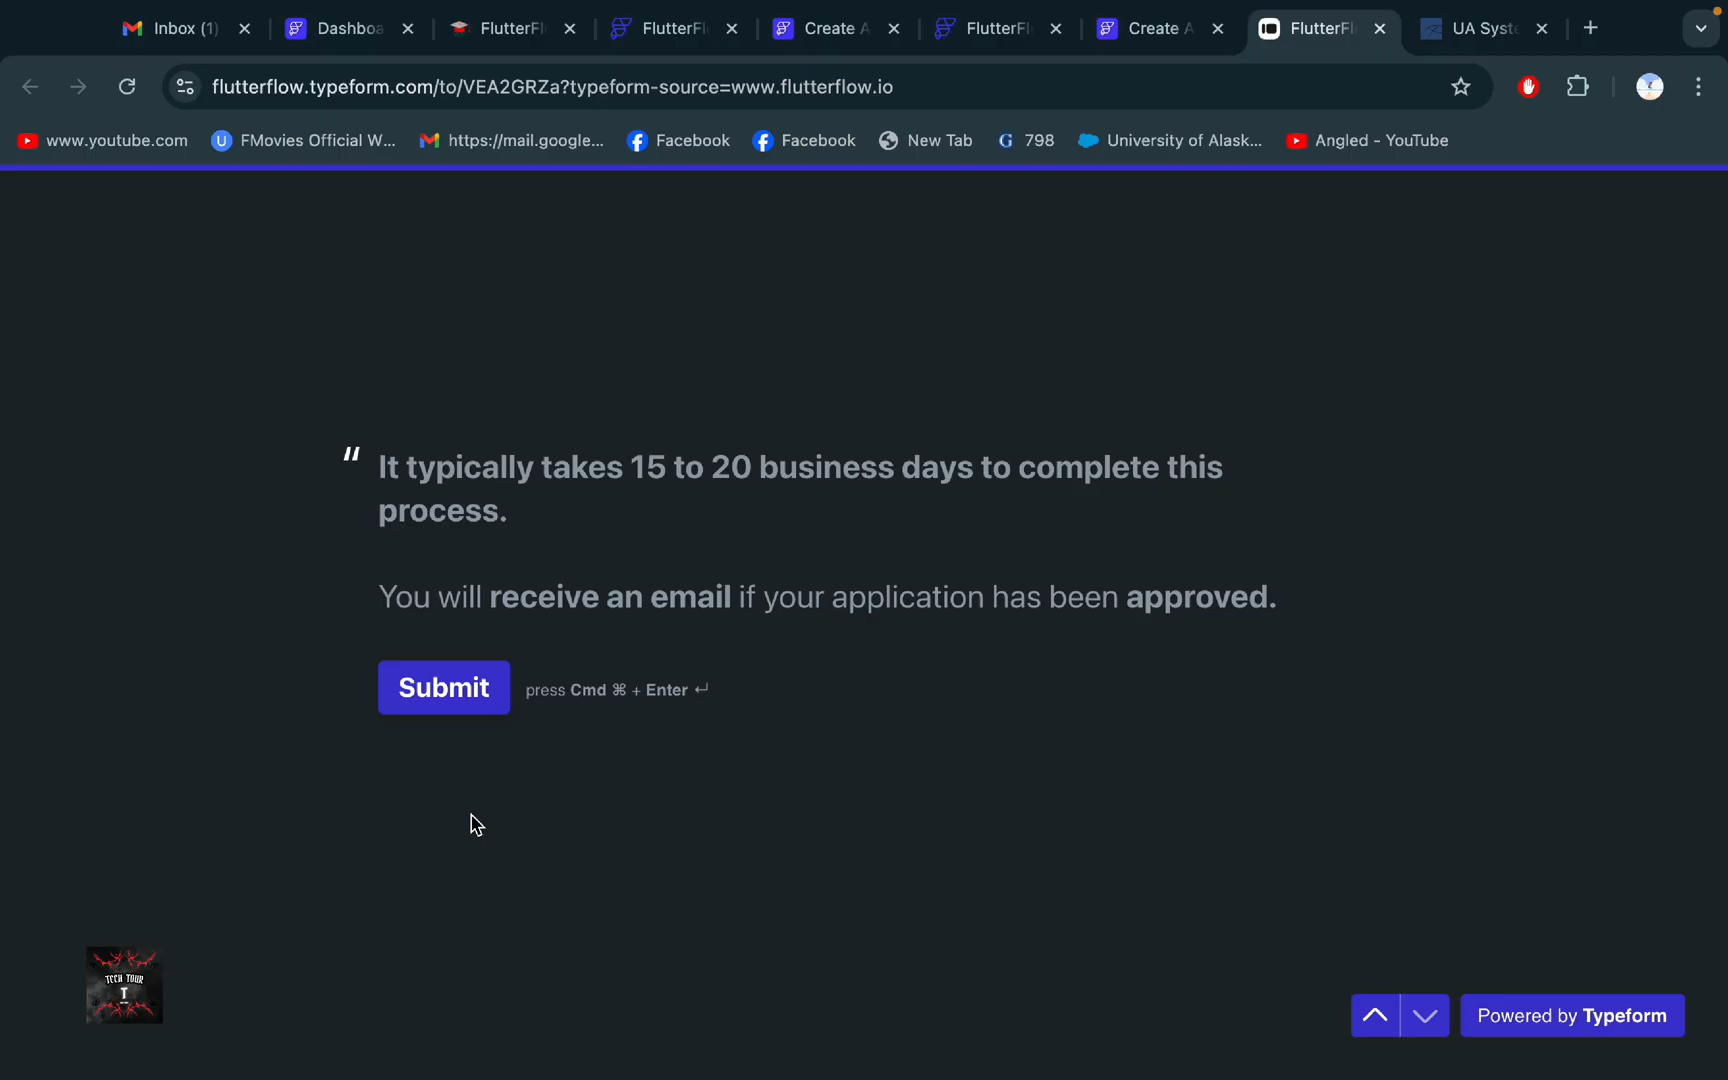 Inbox (1)
Dashboa
FlutterFl
FlutterFl
Create A
FlutterFl
Create A
FlutterFl
UA Syste
flutterflow.typeform.com/to/VEA2GRZa?typeform-source=www.flutterflow.io
www.youtube.com
FMovies Official W...
https://mail.google...
Facebook
Facebook
New Tab
G 798
University of Alask...
Angled - YouTube
" It typically takes 15 to 20 business days to complete this
process.
You will receive an email if your application has been approved.
Submit
press Cmd ⌘ + Enter ↵
TECH TOUR
T
Powered by Typeform